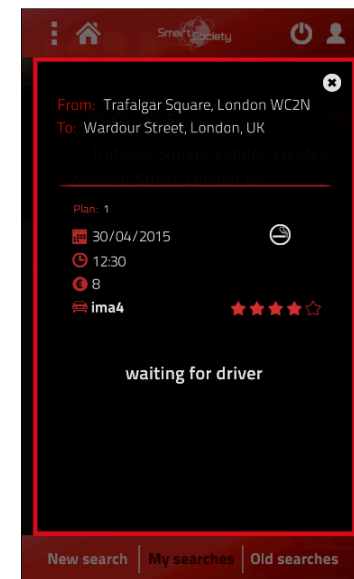 SmartSociety
From: Trafalgar Square, London WC2N
To: Wardour Street, London, UK
Trafalgar Square, London WC2N 5
Wardour Street, London, UK
Plan: 1
30/04/2015
12:30
€ 8
ima4
waiting for driver
New search My searches Old searches